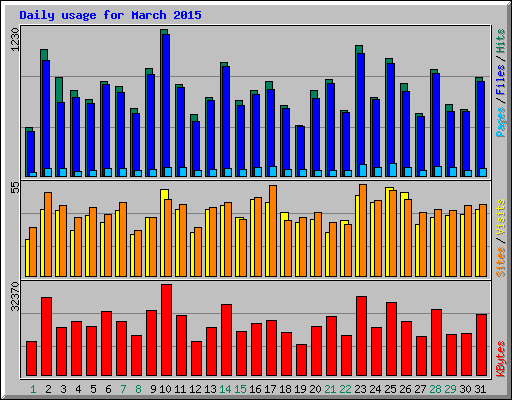 Daily usage for March 2015
1230
Pages / Files / Hits
55
Sites / Visits
32370
KBytes
1 2 3 4 5 6 7 8 9 10 11 12 13 14 15 16 17 18 19 20 21 22 23 24 25 26 27 28 29 30 31